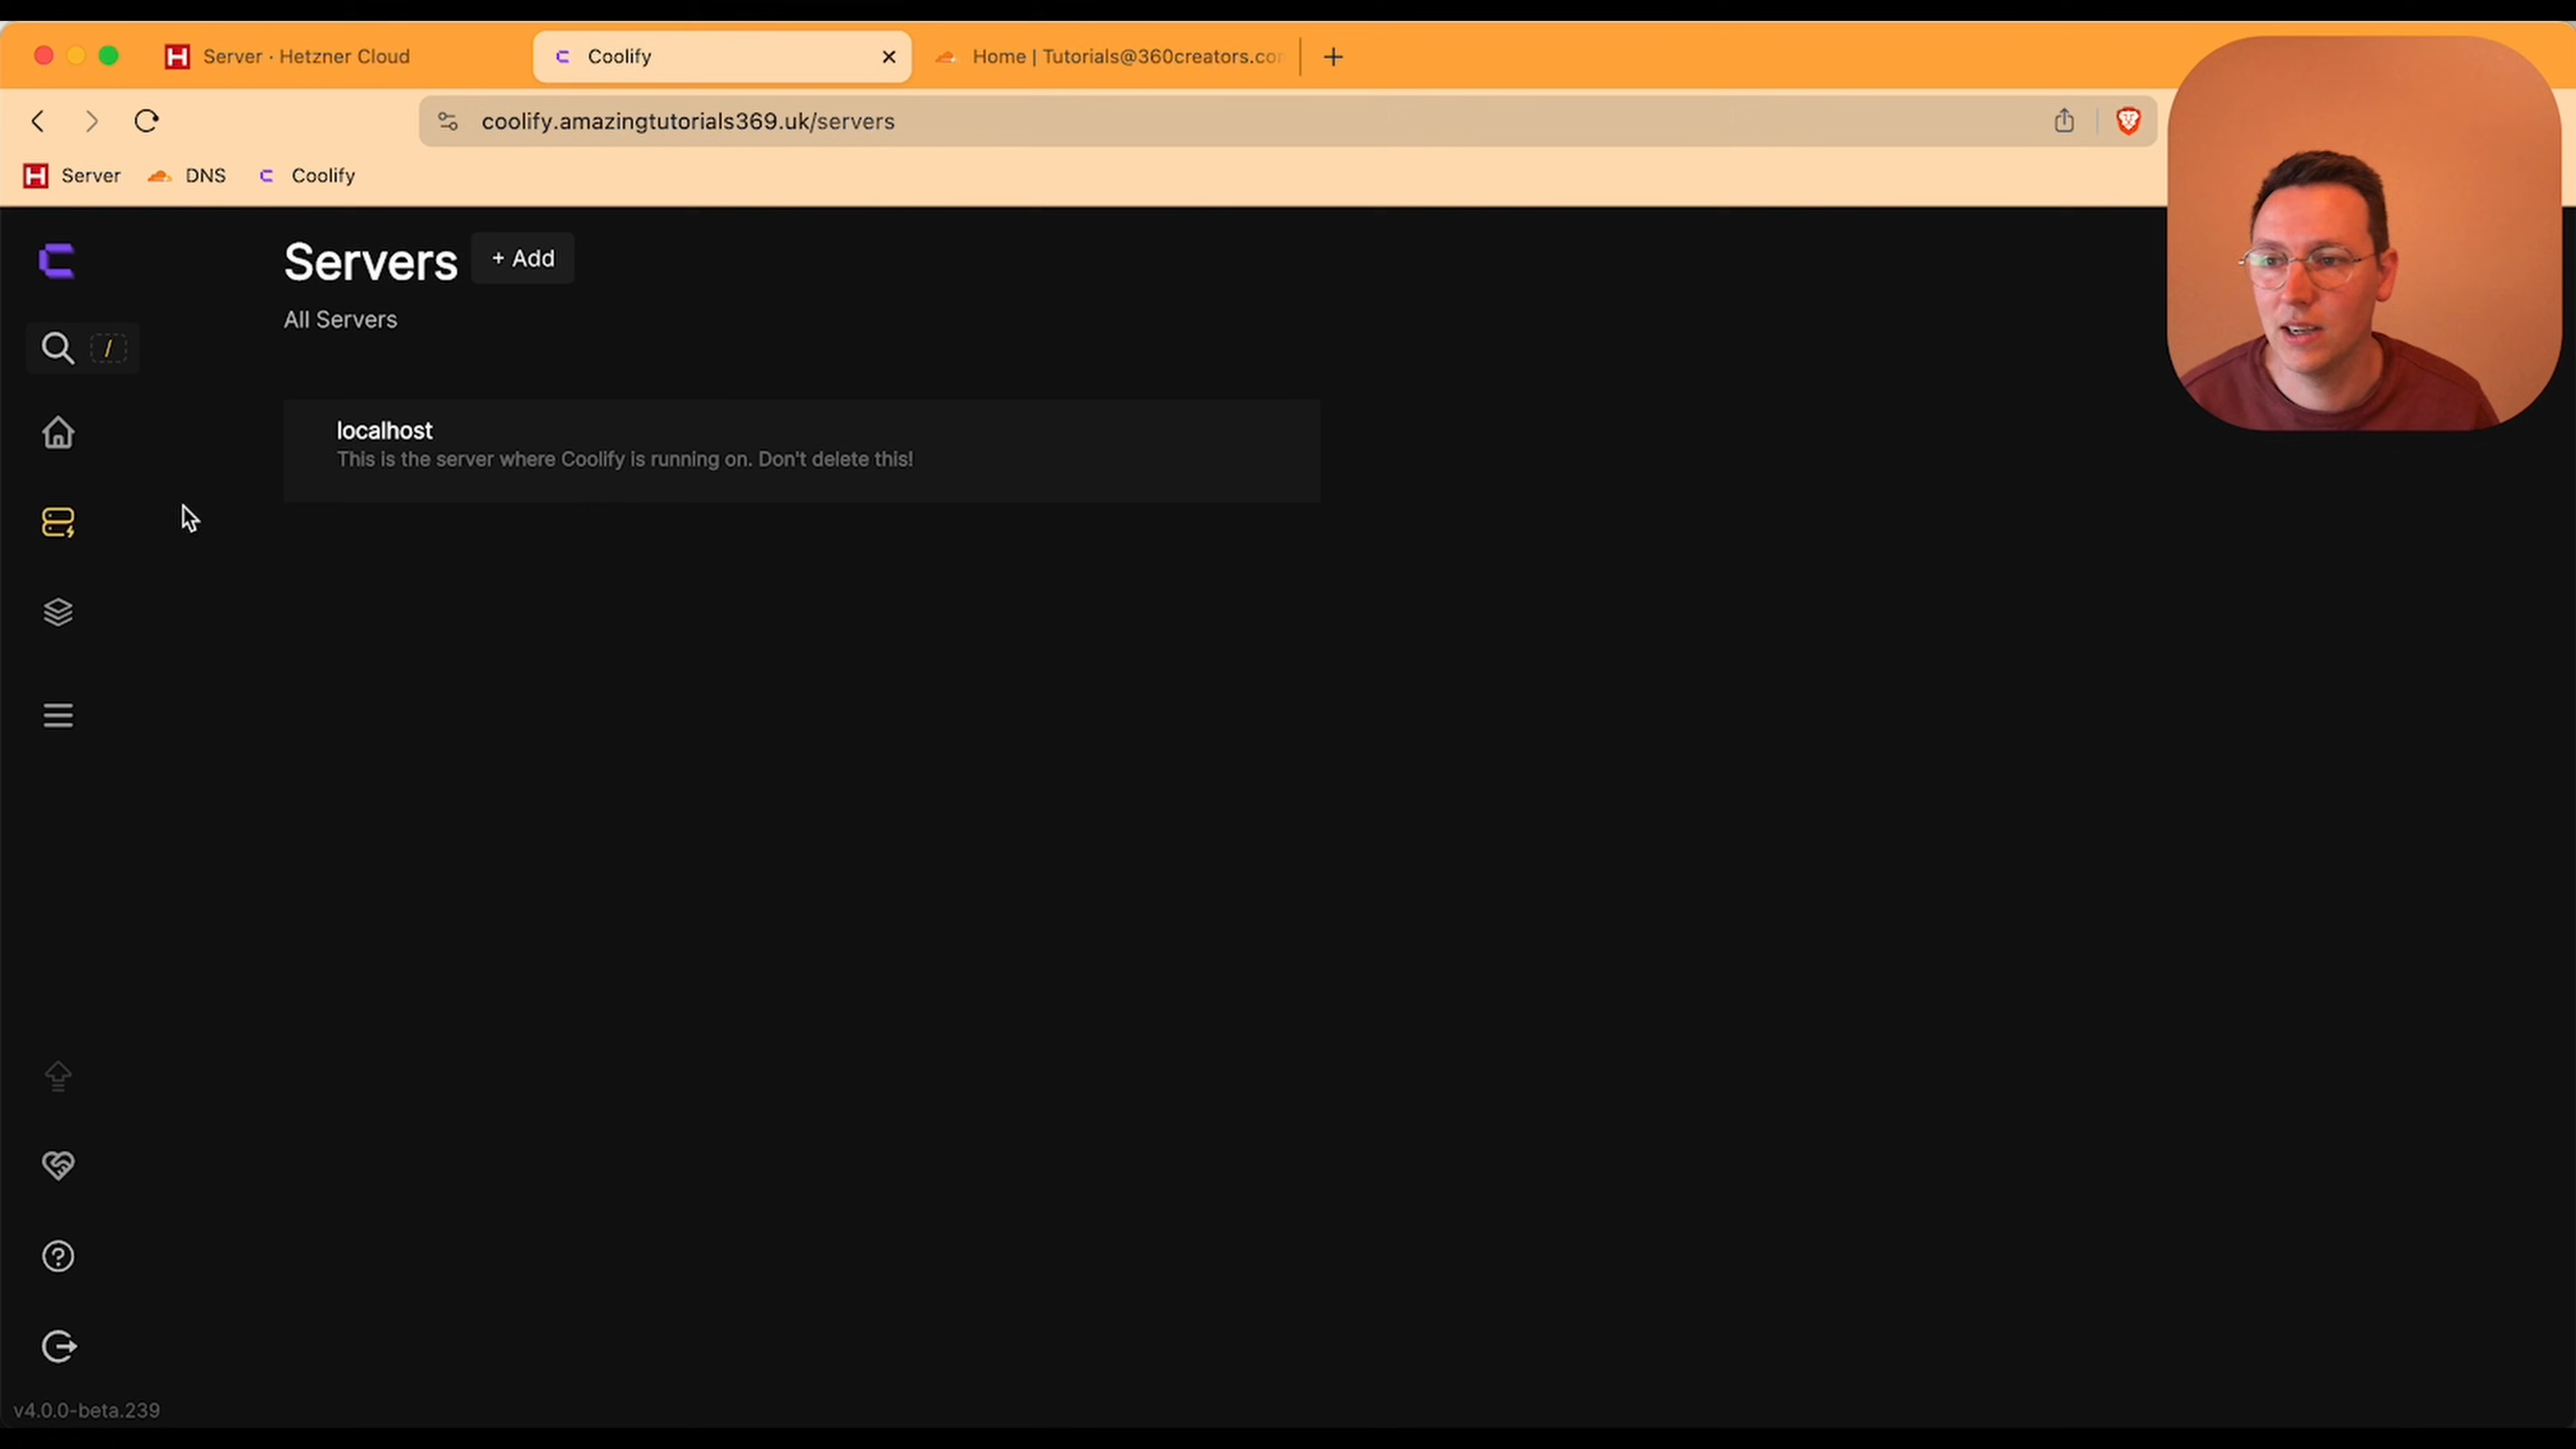 Server · Hetzner Cloud
Coolify
Home | Tutorials@360creators.co
coolify.amazingtutorials369.uk/servers
Server
DNS
Coolify
Servers
+ Add
All Servers
/
localhost
This is the server where Coolify is running on. Don't delete this!
v4.0.0-beta.239